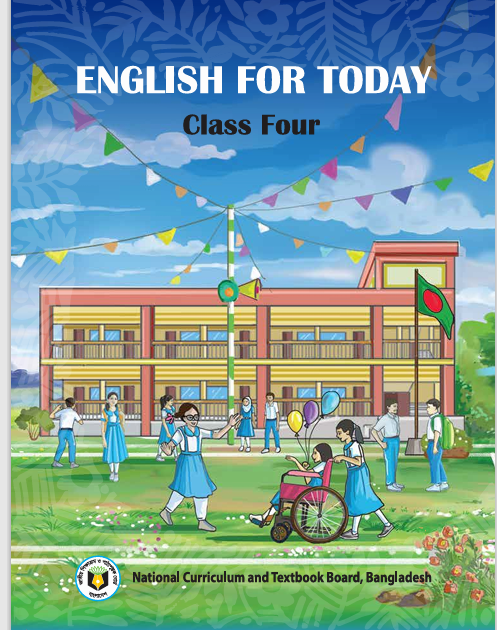 ENGLISH FOR TODAY
Class Four
National Curriculum and Textbook Board, Bangladesh